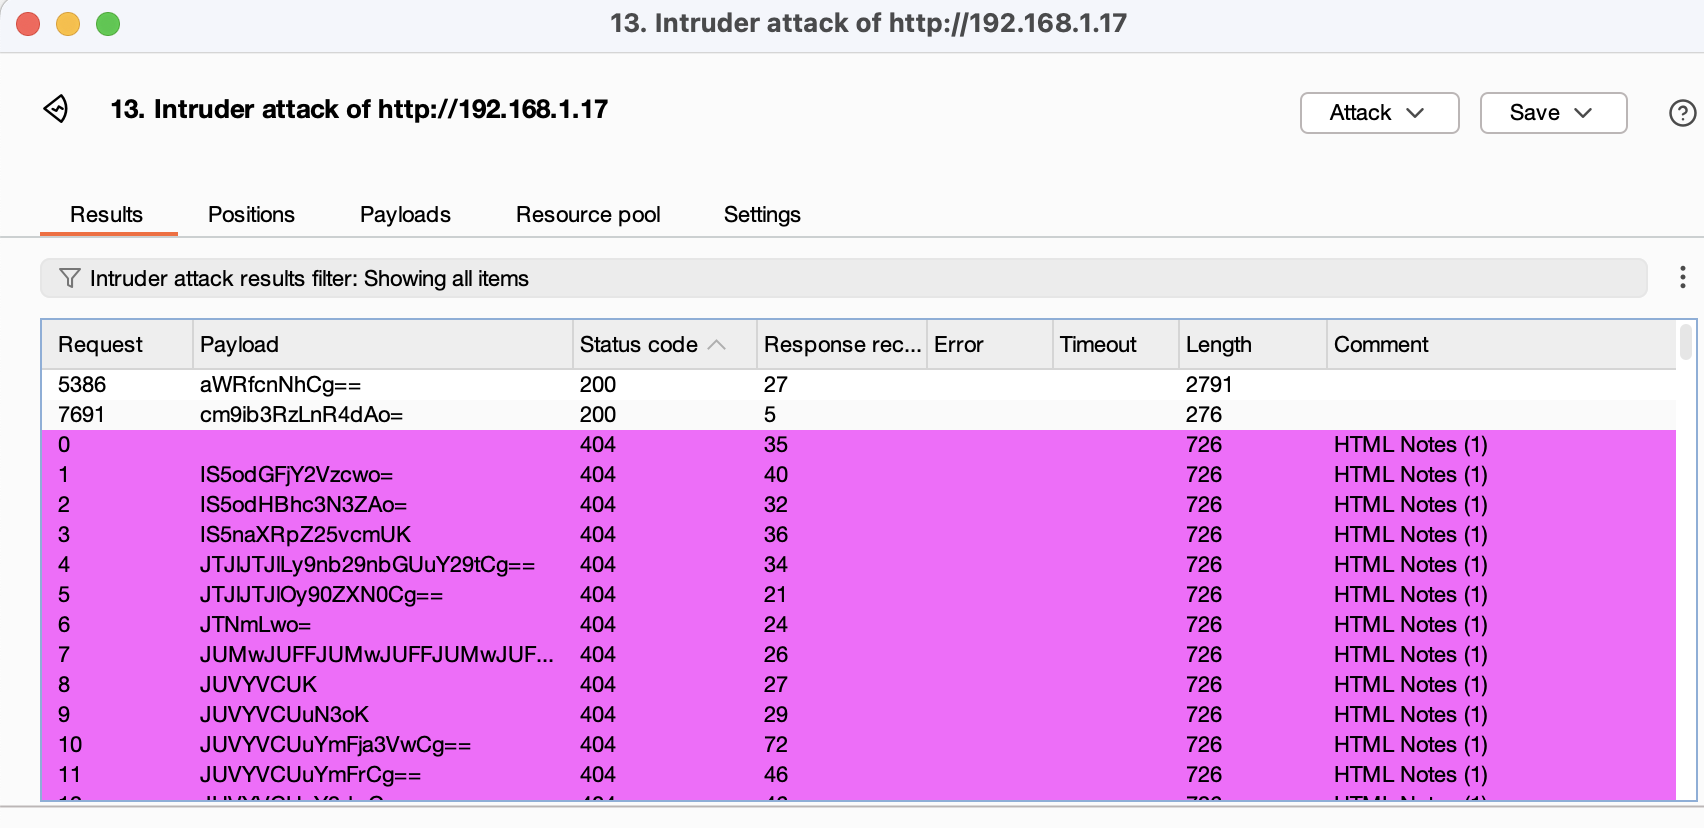 13. Intruder attack of http://192.168.1.17
13. Intruder attack of http://192.168.1.17
Attack
Save
?
Results Positions Payloads Resource pool Settings
Intruder attack results filter: Showing all items
Request Payload Status code Response rec... Error Timeout Length Comment
5386 aWRfcnNhCg== 200 27 2791
7691 cm9ib3RzLnR4dAo= 200 5 276
0 404 35 726 HTML Notes (1)
1 IS5odGFjY2Vzcwo= 404 40 726 HTML Notes (1)
2 IS5odHBhc3N3ZAo= 404 32 726 HTML Notes (1)
3 IS5naXRpZ25vcmUK 404 36 726 HTML Notes (1)
4 JTJlJTJlLy9nb29nbGUuY29tCg== 404 34 726 HTML Notes (1)
5 JTJlJTJlOy90ZXN0Cg== 404 21 726 HTML Notes (1)
6 JTNmLwo= 404 24 726 HTML Notes (1)
7 JUMwJUFFJUMwJUFFJUMwJUF... 404 26 726 HTML Notes (1)
8 JUVYVCUK 404 27 726 HTML Notes (1)
9 JUVYVCUuN3oK 404 29 726 HTML Notes (1)
10 JUVYVCUuYmFja3VwCg== 404 72 726 HTML Notes (1)
11 JUVYVCUuYmFrCg== 404 46 726 HTML Notes (1)